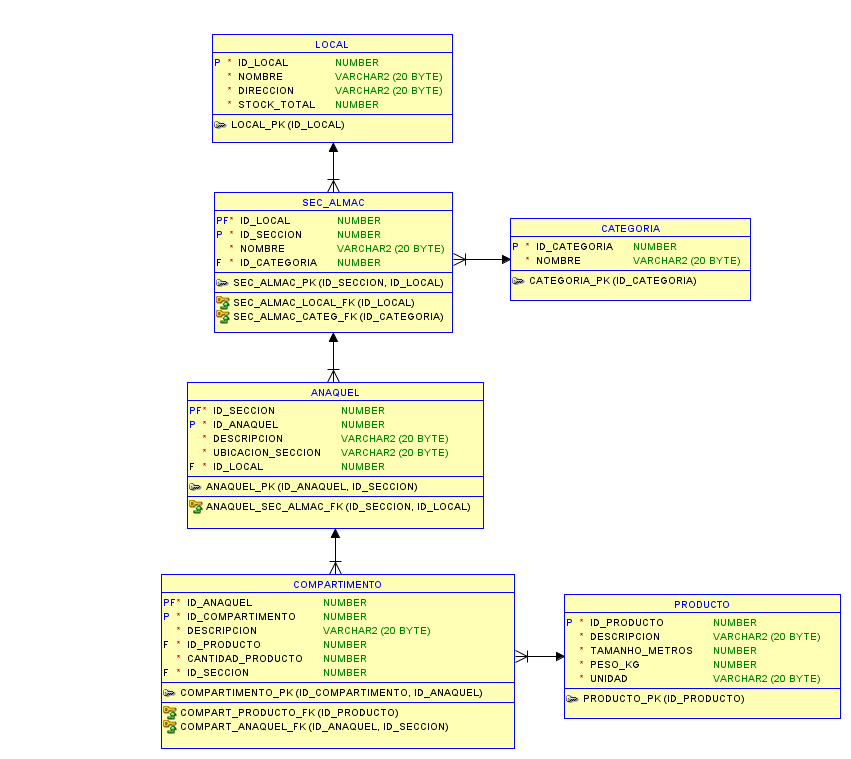 LOCAL
P * ID_LOCAL NUMBER
* NOMBRE VARCHAR2 (20 BYTE)
* DIRECCION VARCHAR2 (20 BYTE)
* STOCK_TOTAL NUMBER
LOCAL_PK (ID_LOCAL)
SEC_ALMAC
PF* ID_LOCAL NUMBER
P * ID_SECCION NUMBER
* NOMBRE VARCHAR2 (20 BYTE)
F * ID_CATEGORIA NUMBER
SEC_ALMAC_PK (ID_SECCION, ID_LOCAL)
SEC_ALMAC_LOCAL_FK (ID_LOCAL)
SEC_ALMAC_CATEG_FK (ID_CATEGORIA)
CATEGORIA
P * ID_CATEGORIA NUMBER
* NOMBRE VARCHAR2 (20 BYTE)
CATEGORIA_PK (ID_CATEGORIA)
ANAQUEL
PF* ID_SECCION NUMBER
P * ID_ANAQUEL NUMBER
* DESCRIPCION VARCHAR2 (20 BYTE)
* UBICACION_SECCION VARCHAR2 (20 BYTE)
F * ID_LOCAL NUMBER
ANAQUEL_PK (ID_ANAQUEL, ID_SECCION)
ANAQUEL_SEC_ALMAC_FK (ID_SECCION, ID_LOCAL)
COMPARTIMENTO
PF* ID_ANAQUEL NUMBER
P * ID_COMPARTIMENTO NUMBER
* DESCRIPCION VARCHAR2 (20 BYTE)
F * ID_PRODUCTO NUMBER
* CANTIDAD_PRODUCTO NUMBER
F * ID_SECCION NUMBER
COMPARTIMENTO_PK (ID_COMPARTIMENTO, ID_ANAQUEL)
COMPART_PRODUCTO_FK (ID_PRODUCTO)
COMPART_ANAQUEL_FK (ID_ANAQUEL, ID_SECCION)
PRODUCTO
P * ID_PRODUCTO NUMBER
* DESCRIPCION VARCHAR2 (20 BYTE)
* TAMANHO_METROS NUMBER
* PESO_KG NUMBER
* UNIDAD VARCHAR2 (20 BYTE)
PRODUCTO_PK (ID_PRODUCTO)